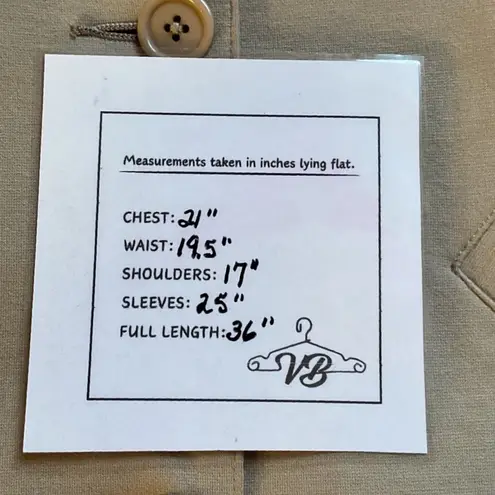 Measurements taken in inches lying flat.
CHEST: 21"
WAIST: 19.5"
SHOULDERS: 17"
SLEEVES: 25"
FULL LENGTH: 36"
VB